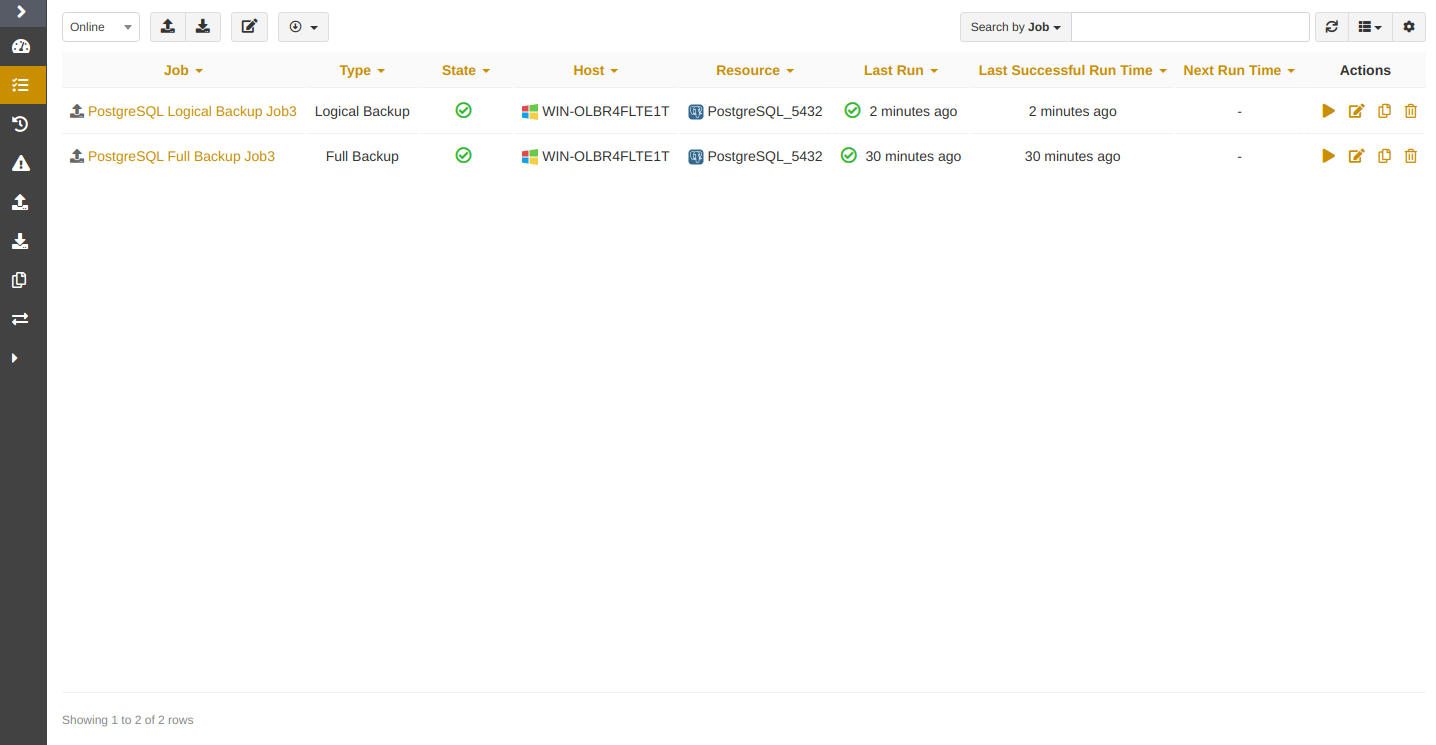 Online Search by Job
Job Type State Host Resource Last Run Last Successful Run Time Next Run Time Actions
PostgreSQL Logical Backup Job3 Logical Backup WIN-OLBR4FLTE1T PostgreSQL_5432 2 minutes ago 2 minutes ago -
PostgreSQL Full Backup Job3 Full Backup WIN-OLBR4FLTE1T PostgreSQL_5432 30 minutes ago 30 minutes ago -
Showing 1 to 2 of 2 rows